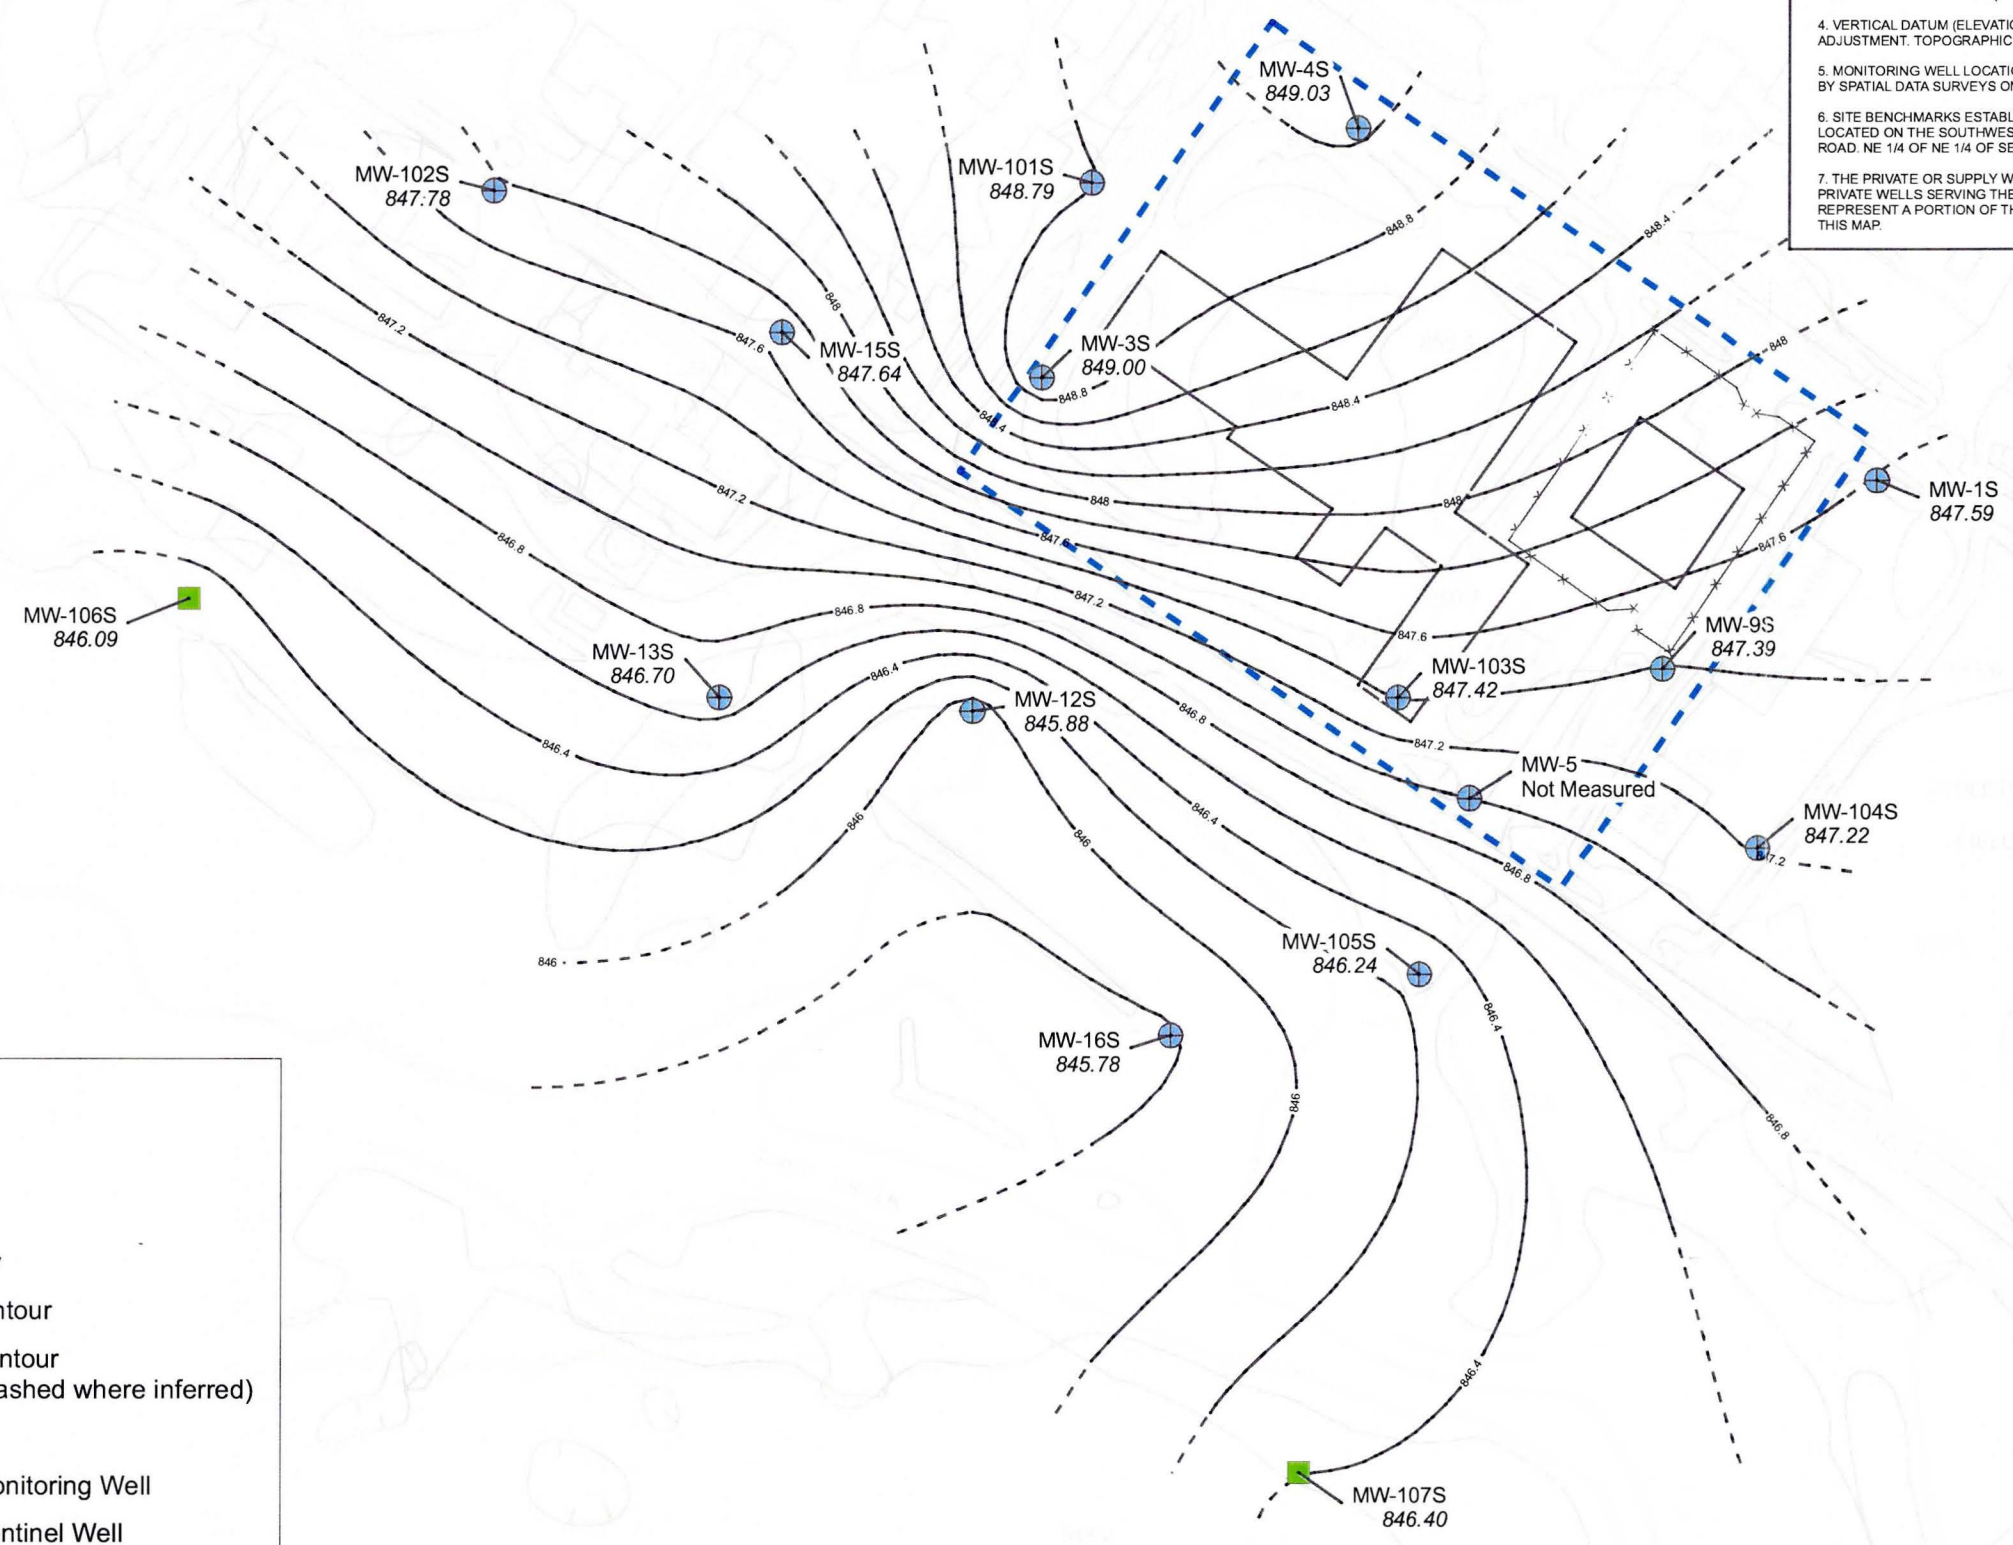 4. VERTICAL DATUM (ELEVATIO
ADJUSTMENT. TOPOGRAPHIC
5. MONITORING WELL LOCATI
BY SPATIAL DATA SURVEYS O
6. SITE BENCHMARKS ESTABL
LOCATED ON THE SOUTHWES
ROAD. NE 1/4 OF NE 1/4 OF SE
7. THE PRIVATE OR SUPPLY W
PRIVATE WELLS SERVING THE
REPRESENT A PORTION OF TH
THIS MAP.
MW-4S
849.03
MW-101S
848.79
MW-102S
847.78
848.8
848.4
848
847.2
847.6
MW-15S
847.64
MW-3S
849.00
848
848.8
848.4
848.4
MW-1S
847.59
847.2
848
848
847.6
846.8
847.6
847.2
846.8
847.6
MW-106S
846.09
MW-9S
847.39
MW-13S
846.70
846.4
MW-103S
847.42
MW-12S
845.88
846.8
847.2
846.4
MW-5
Not Measured
846.4
846
846
MW-104S
847.22
847.2
846.8
846
MW-105S
846.24
846.4
MW-16S
845.78
846
846.8
ntour
ntour
ashed where inferred)
846.4
onitoring Well
MW-107S
846.40
ntinel Well